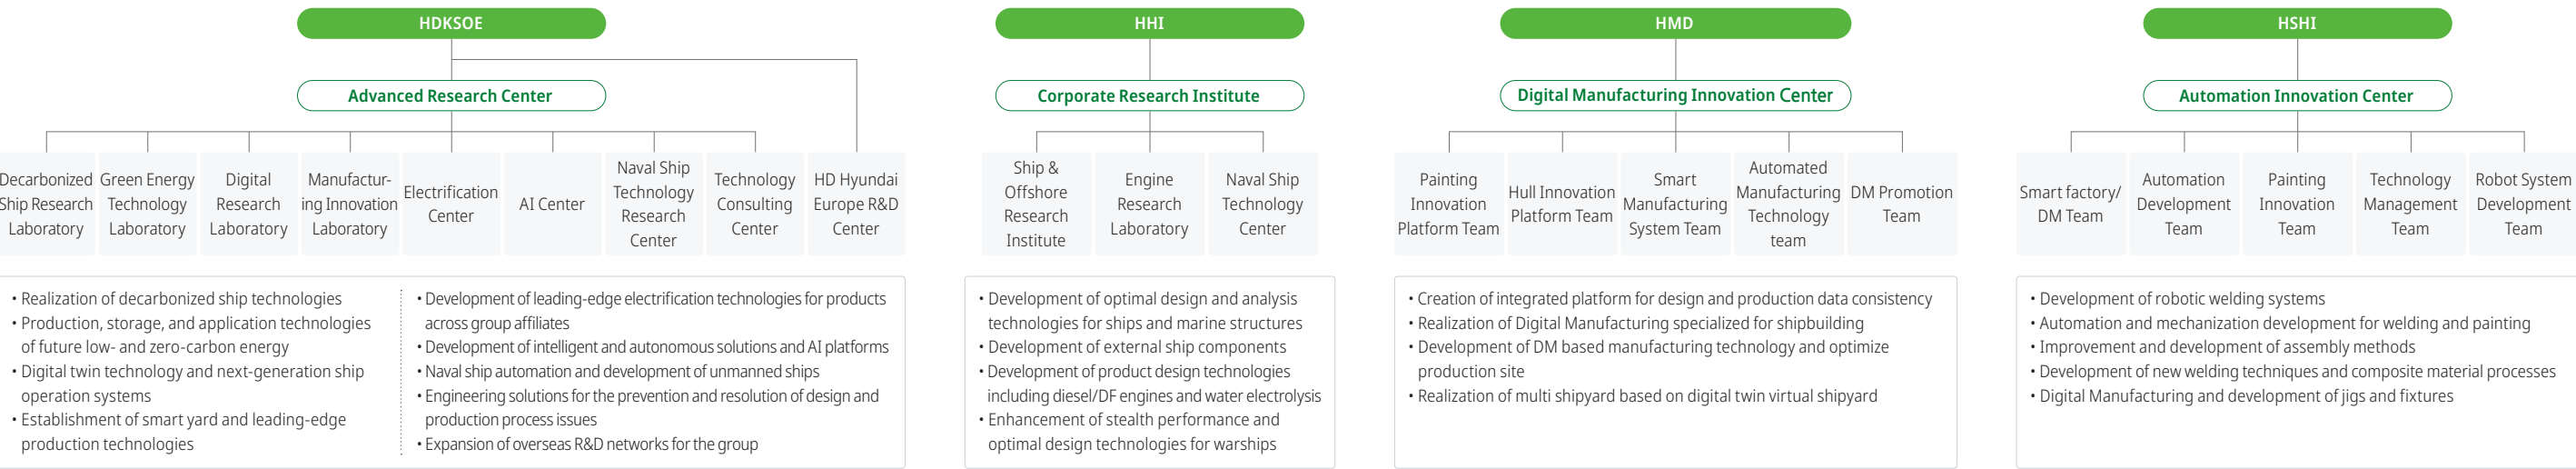 HDKSOE
Advanced Research Center
Decarbonized
Ship Research
Laboratory
Green Energy
Technology
Laboratory
Digital
Research
Laboratory
Manufactur-
ing Innovation
Laboratory
Electrification
Center
AI Center
Naval Ship
Technology
Research
Center
Technology
Consulting
Center
HD Hyundai
Europe R&D
Center
• Realization of decarbonized ship technologies
• Production, storage, and application technologies
of future low- and zero-carbon energy
• Digital twin technology and next-generation ship
operation systems
• Establishment of smart yard and leading-edge
production technologies
• Development of leading-edge electrification technologies for products
across group affiliates
• Development of intelligent and autonomous solutions and AI platforms
• Naval ship automation and development of unmanned ships
• Engineering solutions for the prevention and resolution of design and
production process issues
• Expansion of overseas R&D networks for the group
HHI
Corporate Research Institute
Ship &
Offshore
Research
Institute
Engine
Research
Laboratory
Naval Ship
Technology
Center
• Development of optimal design and analysis
technologies for ships and marine structures
• Development of external ship components
• Development of product design technologies
including diesel/DF engines and water electrolysis
• Enhancement of stealth performance and
optimal design technologies for warships
HMD
Digital Manufacturing Innovation Center
Painting
Innovation
Platform Team
Hull Innovation
Platform Team
Smart
Manufacturing
System Team
Automated
Manufacturing
Technology
team
DM Promotion
Team
• Creation of integrated platform for design and production data consistency
• Realization of Digital Manufacturing specialized for shipbuilding
• Development of DM based manufacturing technology and optimize
production site
• Realization of multi shipyard based on digital twin virtual shipyard
HSHI
Automation Innovation Center
Smart factory/
DM Team
Automation
Development
Team
Painting
Innovation
Team
Technology
Management
Team
Robot System
Development
Team
• Development of robotic welding systems
• Automation and mechanization development for welding and painting
• Improvement and development of assembly methods
• Development of new welding techniques and composite material processes
• Digital Manufacturing and development of jigs and fixtures